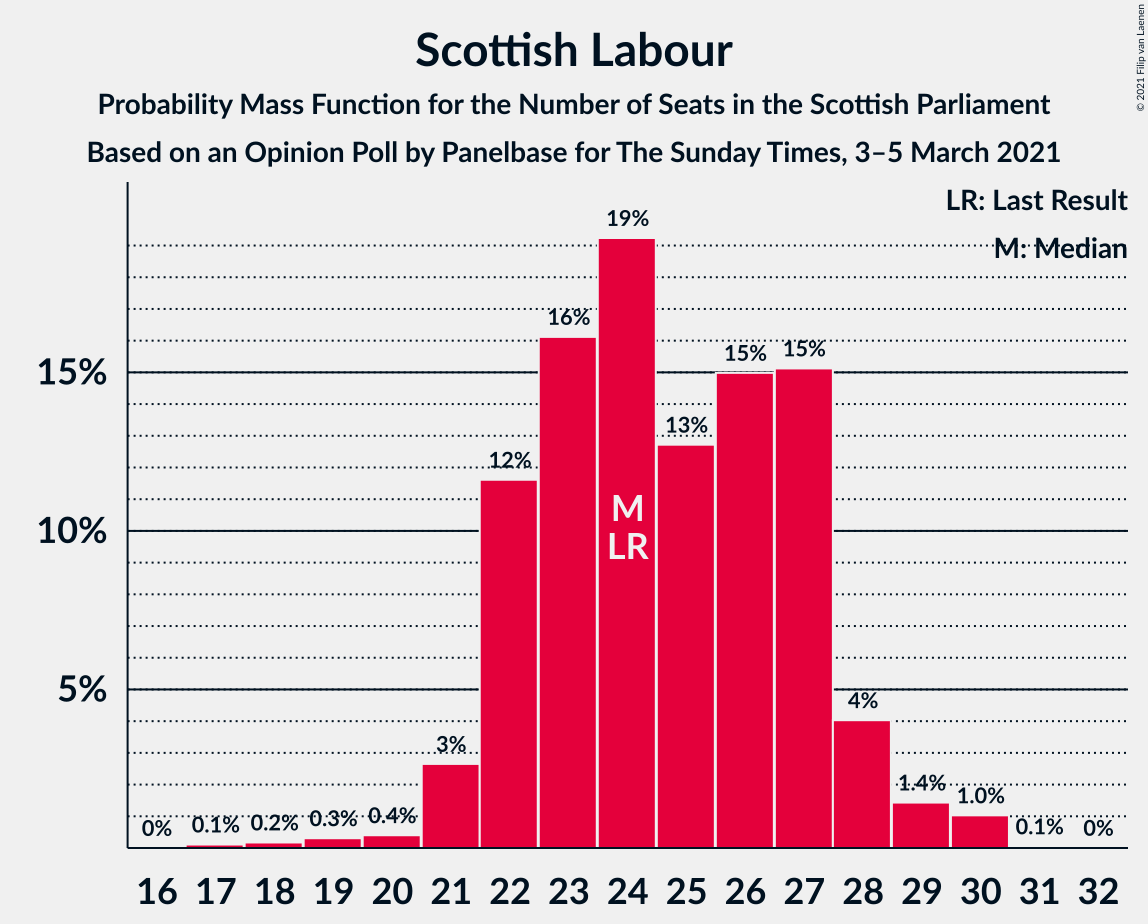 Scottish Labour
Probability Mass Function for the Number of Seats in the Scottish Parliament
Based on an Opinion Poll by Panelbase for The Sunday Times, 3–5 March 2021
© 2021 Filip van Laenen
LR: Last Result
M: Median
15%
10%
5%
0%
0.1%
0.2%
0.3%
0.4%
3%
12%
16%
19%
13%
15%
15%
4%
1.4%
1.0%
0.1%
0%
M
LR
16 17 18 19 20 21 22 23 24 25 26 27 28 29 30 31 32